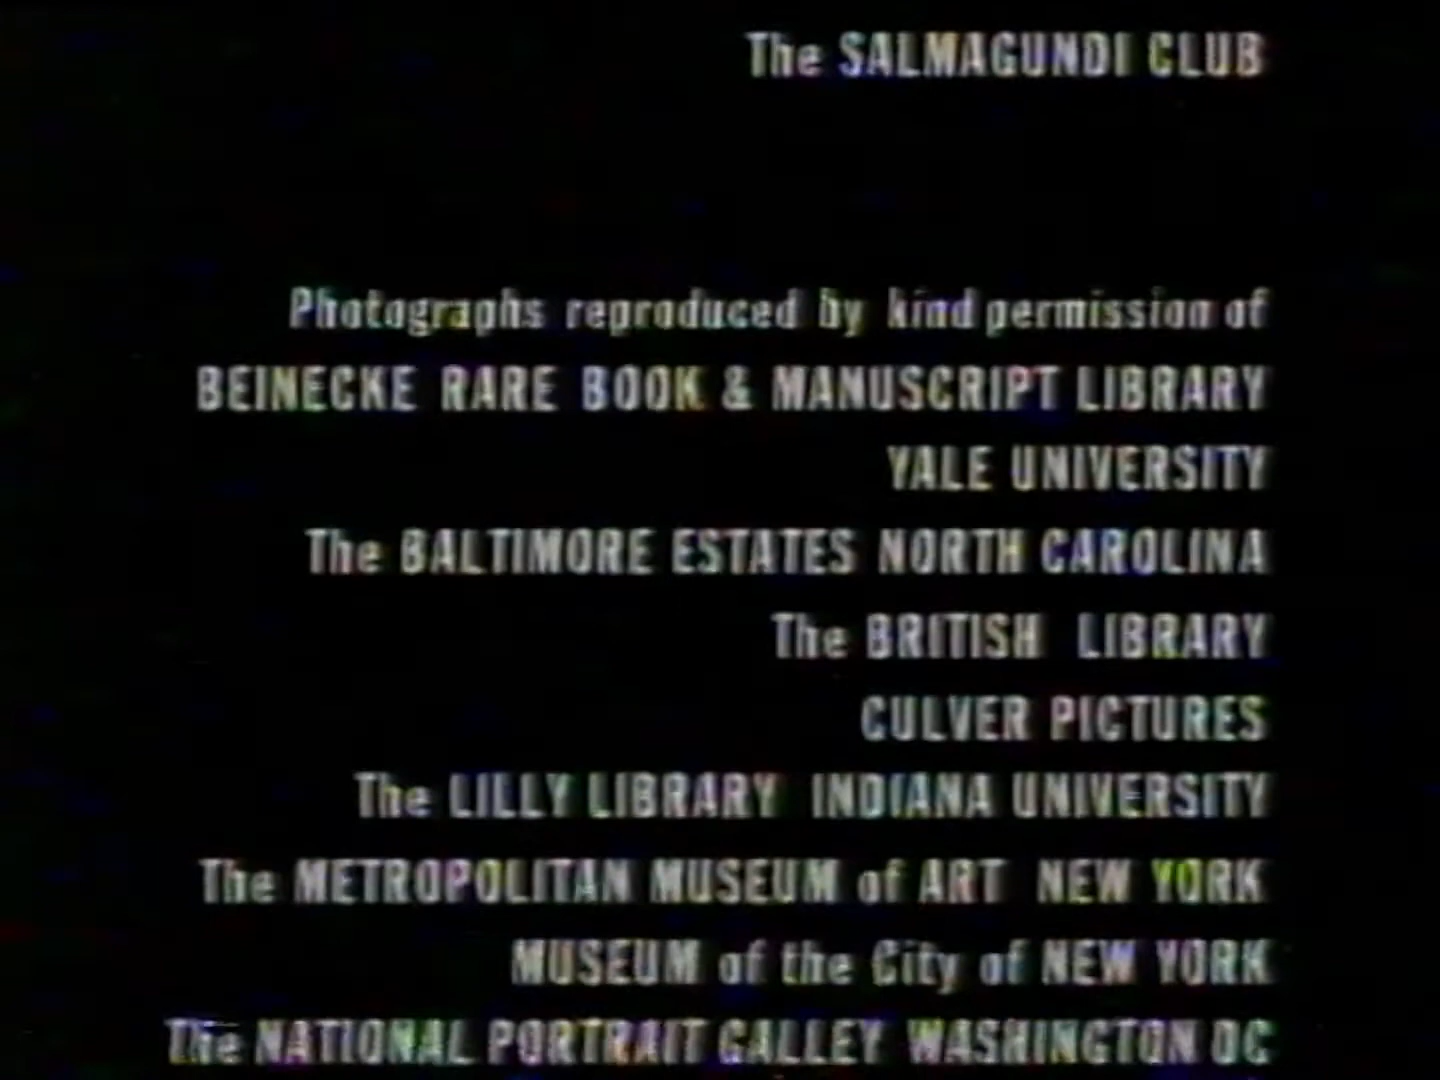 The SALMAGUNDI CLUB
Photographs reproduced by kind permission of
BEINECKE RARE BOOK & MANUSCRIPT LIBRARY
YALE UNIVERSITY
The BALTIMORE ESTATES NORTH CAROLINA
The BRITISH LIBRARY
CULVER PICTURES
The LILLY LIBRARY INDIANA UNIVERSITY
The METROPOLITAN MUSEUM of ART NEW YORK
MUSEUM of the City of NEW YORK
The NATIONAL PORTRAIT GALLEY WASHINGTON DC